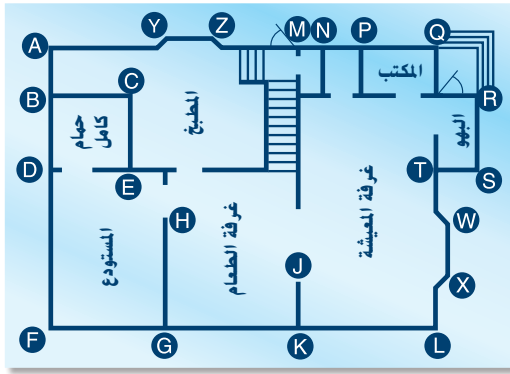 Y Z M N P Q
A
المكتب
B C R
حمام كامل
المطبخ
البهو
D E T S
H
المستودع
غرفة الطعام
غرفة المعيشة
W
J
X
F G K L